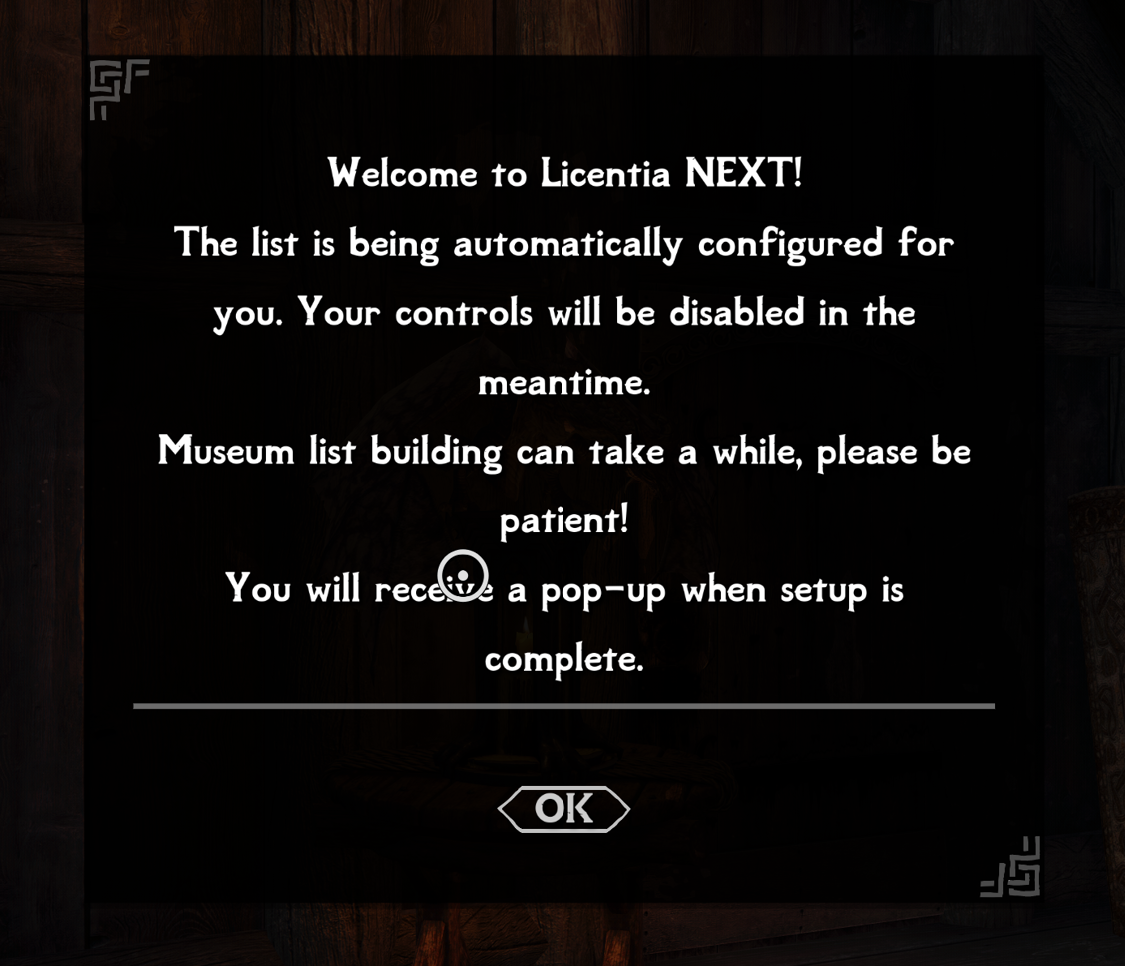 Welcome to Licentia NEXT!
The list is being automatically configured for
you. Your controls will be disabled in the
meantime.
Museum list building can take a while, please be
patient!
You will receive a pop-up when setup is
complete.
OK